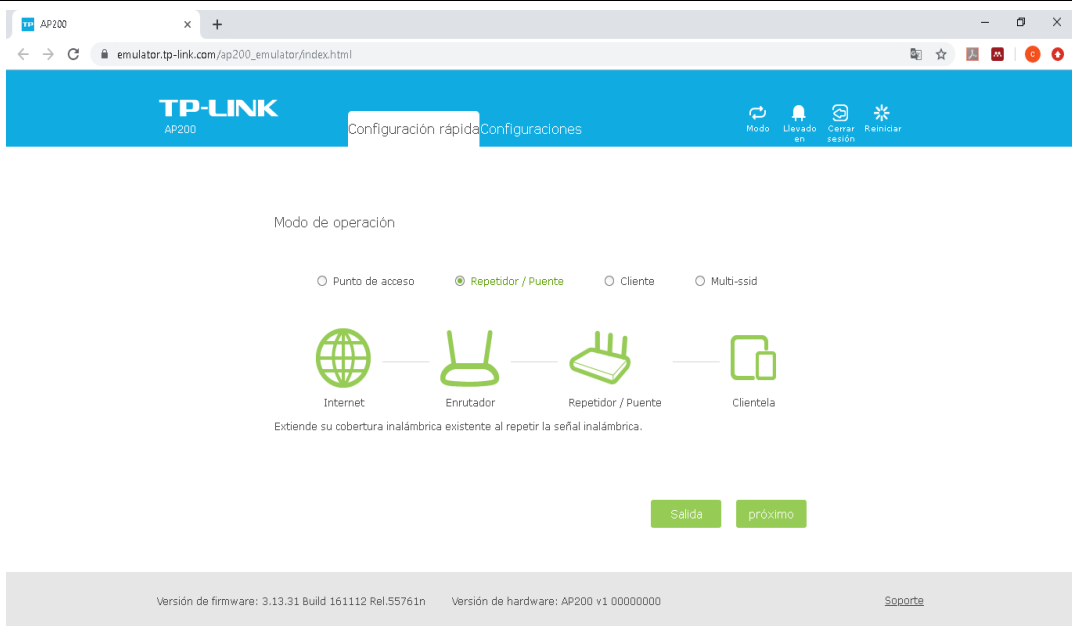 AP200
emulator.tp-link.com/ap200_emulator/index.html
TP-LINK
AP200
Configuración rápida Configuraciones
Modo Llevado en Cerrar sesión Reiniciar
Modo de operación
Punto de acceso Repetidor / Puente Cliente Multi-ssid
Internet Enrutador Repetidor / Puente Clientela
Extiende su cobertura inalámbrica existente al repetir la señal inalámbrica.
Salida próximo
Versión de firmware: 3.13.31 Build 161112 Rel.55761n Versión de hardware: AP200 v1 00000000 Soporte